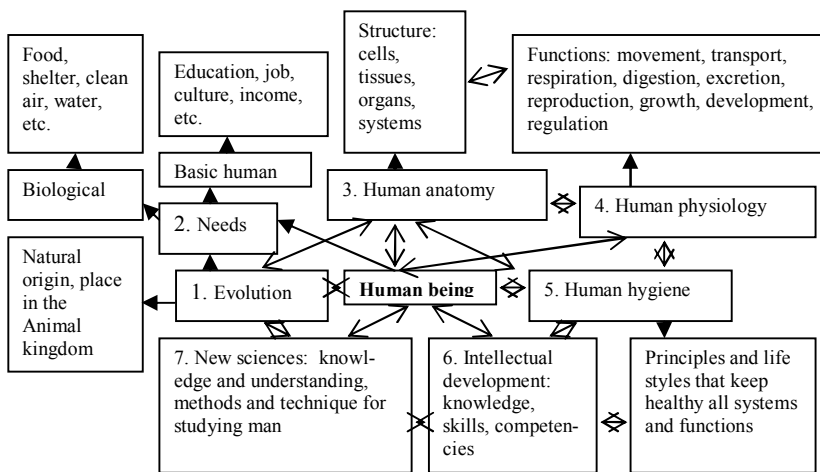 Food,
shelter, clean
air, water,
etc.
Education, job,
culture, income,
etc.
Structure:
cells,
tissues,
organs,
systems
Functions: movement, transport,
respiration, digestion, excretion,
reproduction, growth, development,
regulation
Biological
Basic human
2. Needs
3. Human anatomy
4. Human physiology
Natural
origin, place
in the
Animal
kingdom
1. Evolution
Human being
5. Human hygiene
7. New sciences: knowl-
edge and understanding,
methods and technique for
studying man
6. Intellectual
development:
knowledge,
skills, competen-
cies
Principles and life
styles that keep
healthy all systems
and functions